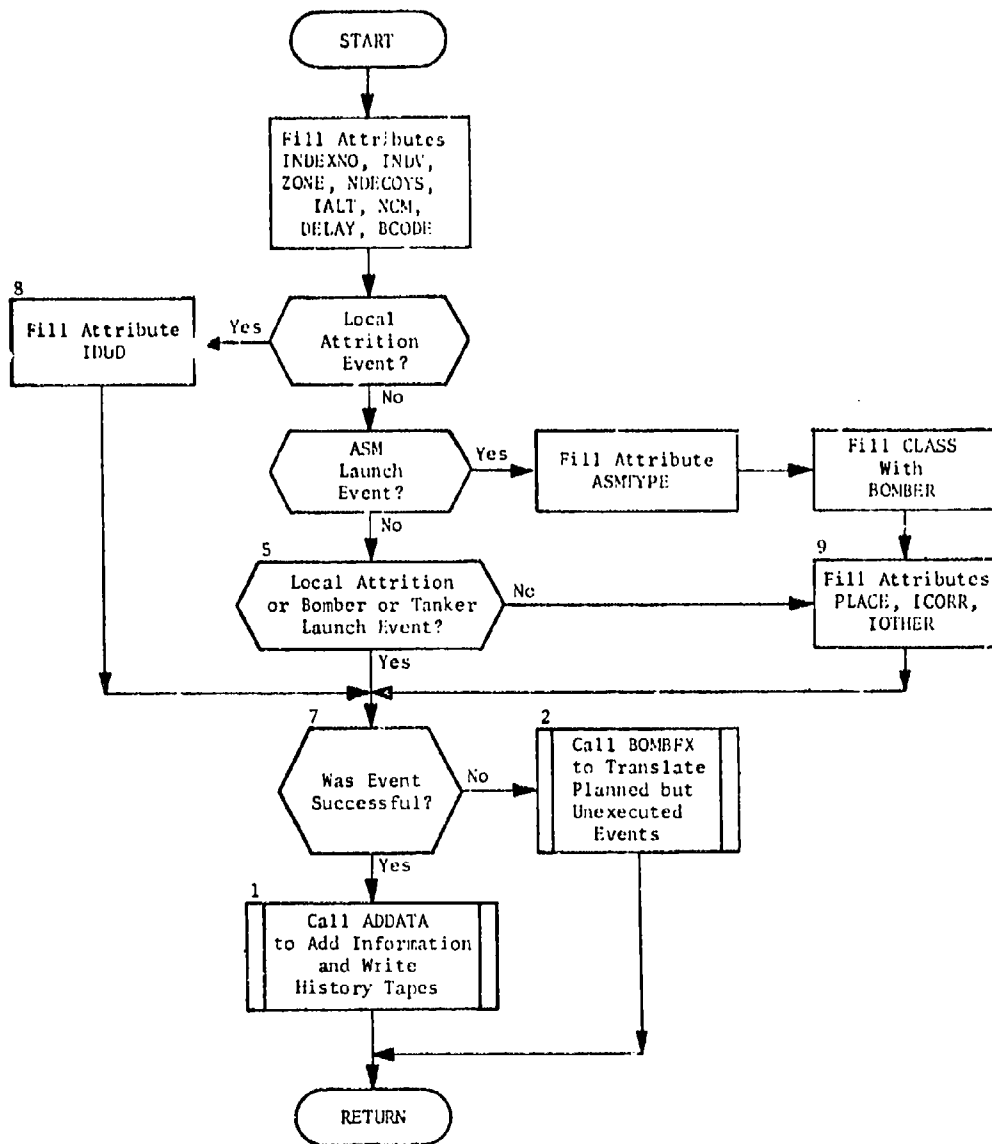 START
Fill Attributes
INDEXNO, INDV,
ZONE, NDECOYS,
IALT, NCM,
DELAY, BCODE
8
Fill Attribute
IDUD
Yes
Local
Attrition
Event?
No
ASM
Launch
Event?
Yes
Fill Attribute
ASMTYPE
Fill CLASS
With
BOMBER
No
5
Local Attrition
or Bomber or Tanker
Launch Event?
No
9
Fill Attributes
PLACE, ICORR,
IOTHER
Yes
7
Was Event
Successful?
No
2
Call BOMBFX
to Translate
Planned but
Unexecuted
Events
Yes
1
Call ADDATA
to Add Information
and Write
History Tapes
RETURN